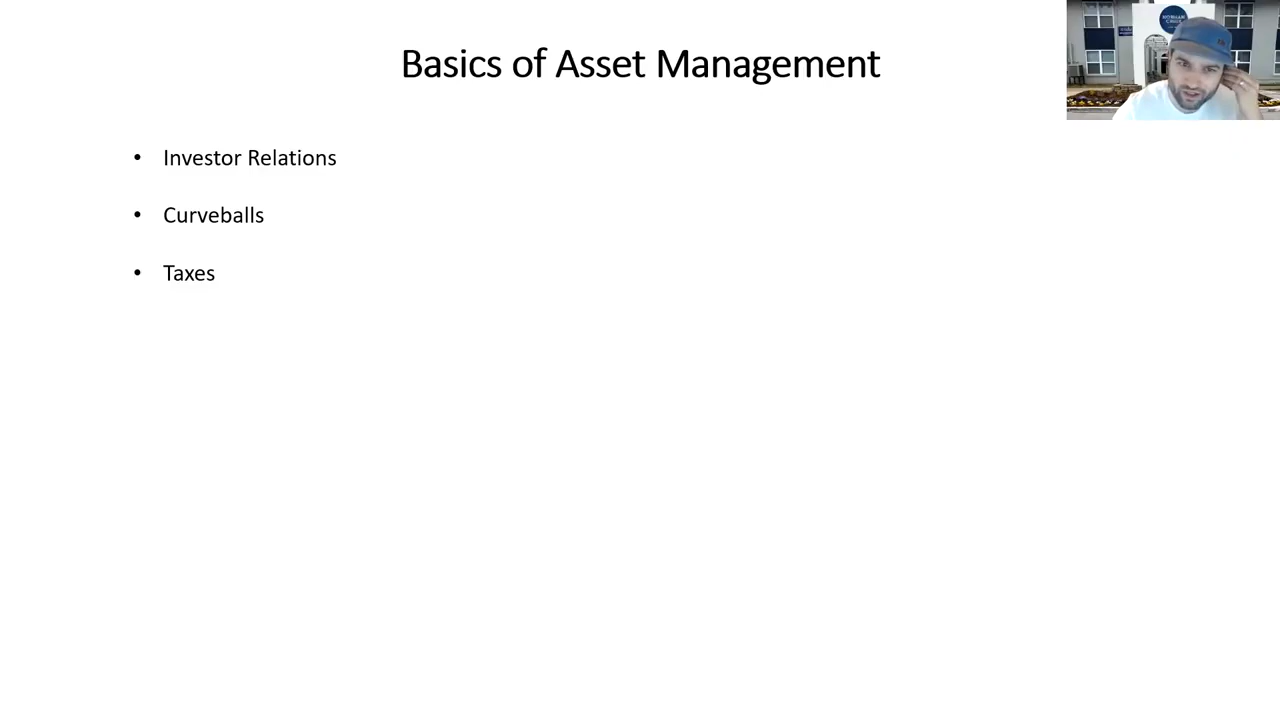 Basics of Asset Management
• Investor Relations
• Curveballs
• Taxes